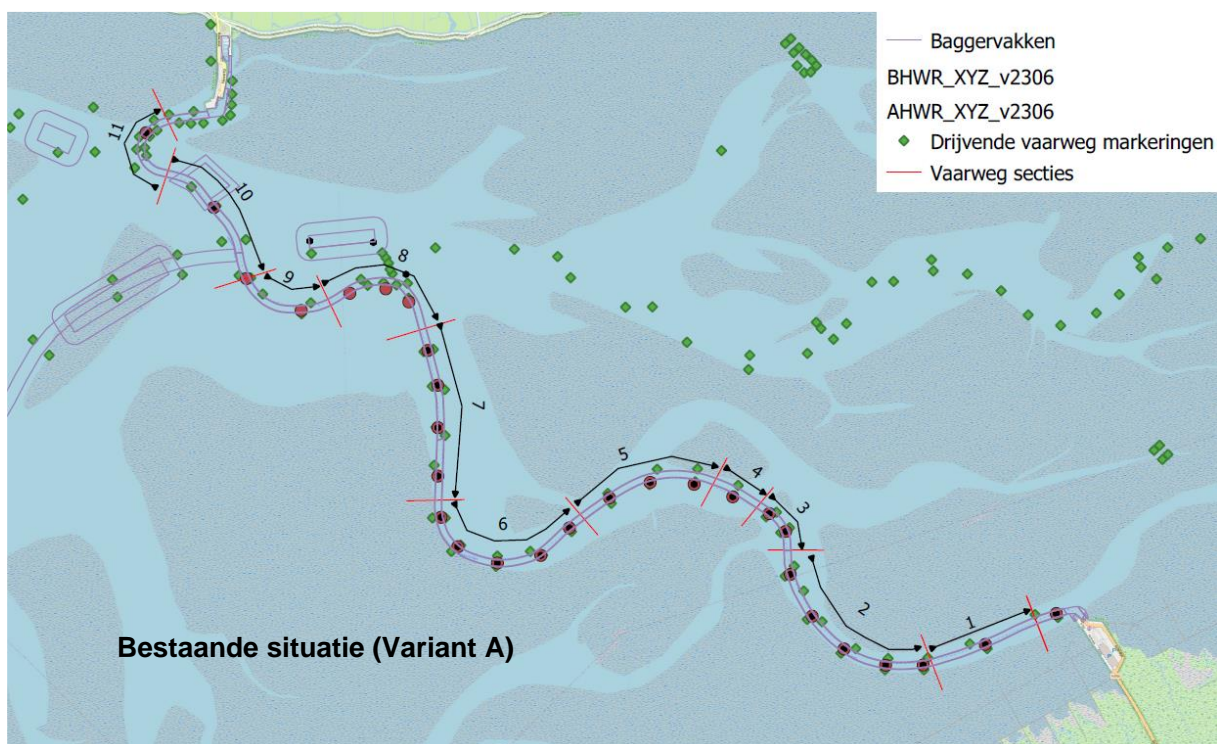 Baggervakken
BHWR_XYZ_v2306
AHWR_XYZ_v2306
Drijvende vaarweg markeringen
Vaarweg secties
11
10
9
8
7
6
5
4
3
2
1
Bestaande situatie (Variant A)